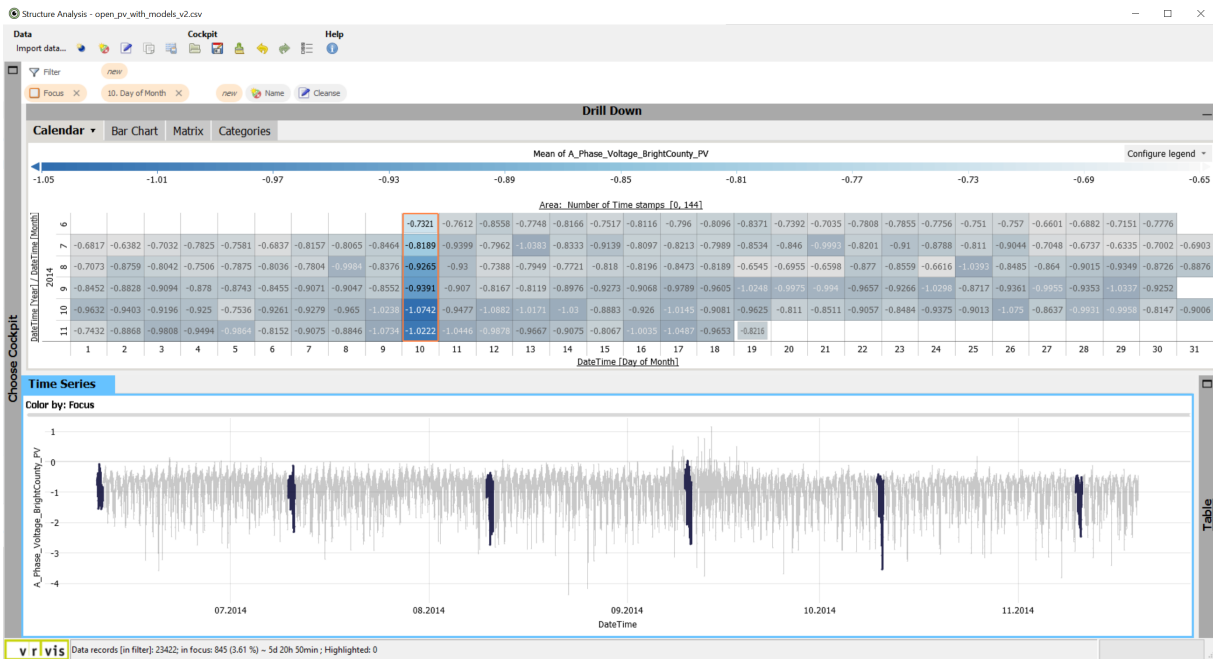 Structure Analysis - open_pv_with_models_v2.csv
Data Cockpit Help
Import data...
Filter new
Focus × 10. Day of Month × new Name Cleanse
Drill Down
Calendar Bar Chart Matrix Categories
Mean of A_Phase_Voltage_BrightCounty_PV
Configure legend
-1.05 -1.01 -0.97 -0.93 -0.89 -0.85 -0.81 -0.77 -0.73 -0.69 -0.65
Area: Number of Time stamps [0, 144]
DateTime [Year] / DateTime [Month]
2014
6 -0.7321 -0.7612 -0.8558 -0.7748 -0.8166 -0.7517 -0.8116 -0.796 -0.8096 -0.8371 -0.7392 -0.7035 -0.7808 -0.7855 -0.7756 -0.751 -0.757 -0.6601 -0.6882 -0.7151 -0.7776
7 -0.6817 -0.6382 -0.7032 -0.7825 -0.7581 -0.6837 -0.8157 -0.8065 -0.8464 -0.8189 -0.9399 -0.7962 -1.0383 -0.8333 -0.9139 -0.8097 -0.8213 -0.7989 -0.8534 -0.846 -0.9993 -0.8201 -0.91 -0.8788 -0.811 -0.9044 -0.7048 -0.6737 -0.6335 -0.7002 -0.6903
8 -0.7073 -0.8759 -0.8042 -0.7506 -0.7875 -0.8036 -0.7804 -0.9984 -0.8376 -0.9265 -0.93 -0.7388 -0.7949 -0.7721 -0.818 -0.8196 -0.8473 -0.8189 -0.6545 -0.6955 -0.6598 -0.877 -0.8559 -0.6616 -1.0393 -0.8485 -0.864 -0.9015 -0.9349 -0.8726 -0.8876
9 -0.8452 -0.8828 -0.9094 -0.878 -0.8743 -0.8455 -0.9071 -0.9047 -0.8552 -0.9391 -0.907 -0.8167 -0.8119 -0.8976 -0.9273 -0.9068 -0.9789 -0.9605 -1.0248 -0.9975 -0.994 -0.9657 -0.9266 -1.0298 -0.8717 -0.9361 -0.9955 -0.9353 -1.0337 -0.9252
10 -0.9632 -0.9403 -0.9196 -0.925 -0.7536 -0.9261 -0.9279 -0.965 -1.0238 -1.0742 -0.9477 -1.0882 -1.0171 -1.03 -0.8883 -0.926 -1.0145 -0.9081 -0.9625 -0.811 -0.8511 -0.9057 -0.8484 -0.9375 -0.9013 -1.075 -0.8637 -0.9931 -0.9958 -0.8147 -0.9006
11 -0.7432 -0.8868 -0.9808 -0.9494 -0.9864 -0.8152 -0.9075 -0.8846 -1.0734 -1.0222 -1.0446 -0.9878 -0.9667 -0.9075 -0.8067 -1.0035 -1.0487 -0.9653 -0.8216
1 2 3 4 5 6 7 8 9 10 11 12 13 14 15 16 17 18 19 20 21 22 23 24 25 26 27 28 29 30 31
DateTime [Day of Month]
Choose Cockpit
Time Series
Color by: Focus
A_Phase_Voltage_BrightCounty_PV
1
0
-1
-2
-3
-4
07.2014 08.2014 09.2014 10.2014 11.2014
DateTime
Table
vrvis Data records [in filter]: 23422; in focus: 845 (3.61 %) ~ 5d 20h 50min ; Highlighted: 0